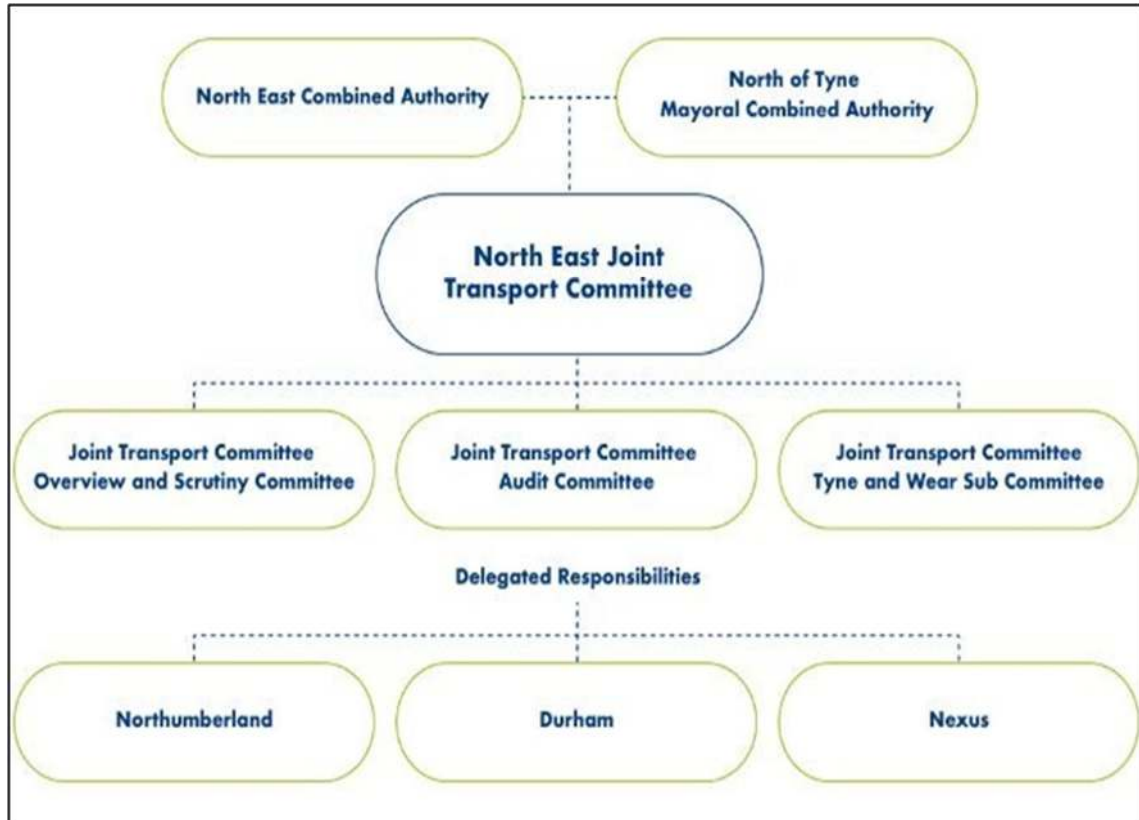 North East Combined Authority
North of Tyne
Mayoral Combined Authority
North East Joint
Transport Committee
Joint Transport Committee
Overview and Scrutiny Committee
Joint Transport Committee
Audit Committee
Joint Transport Committee
Tyne and Wear Sub Committee
Delegated Responsibilities
Northumberland
Durham
Nexus